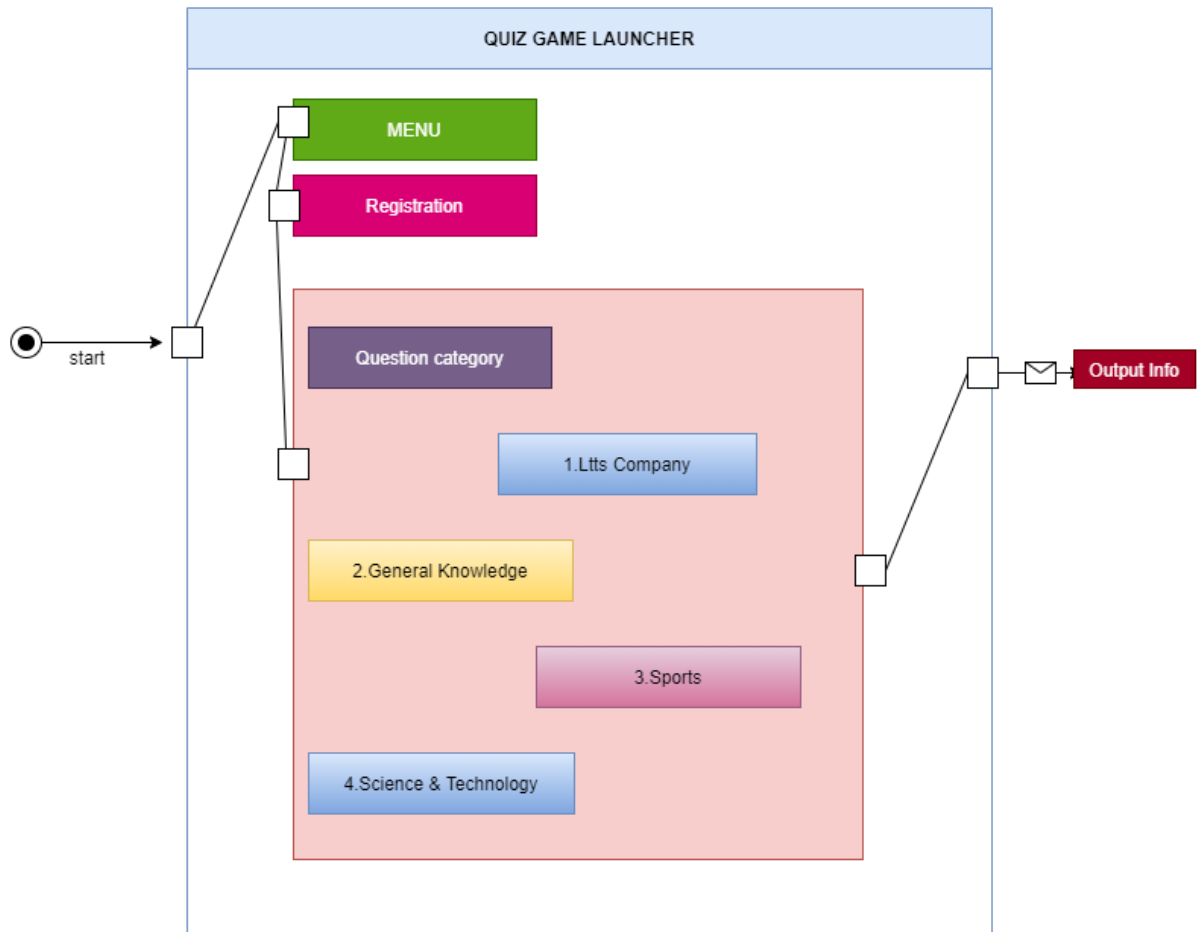 QUIZ GAME LAUNCHER
MENU
Registration
start
Question category
Output Info
1.Ltts Company
2.General Knowledge
3.Sports
4.Science & Technology